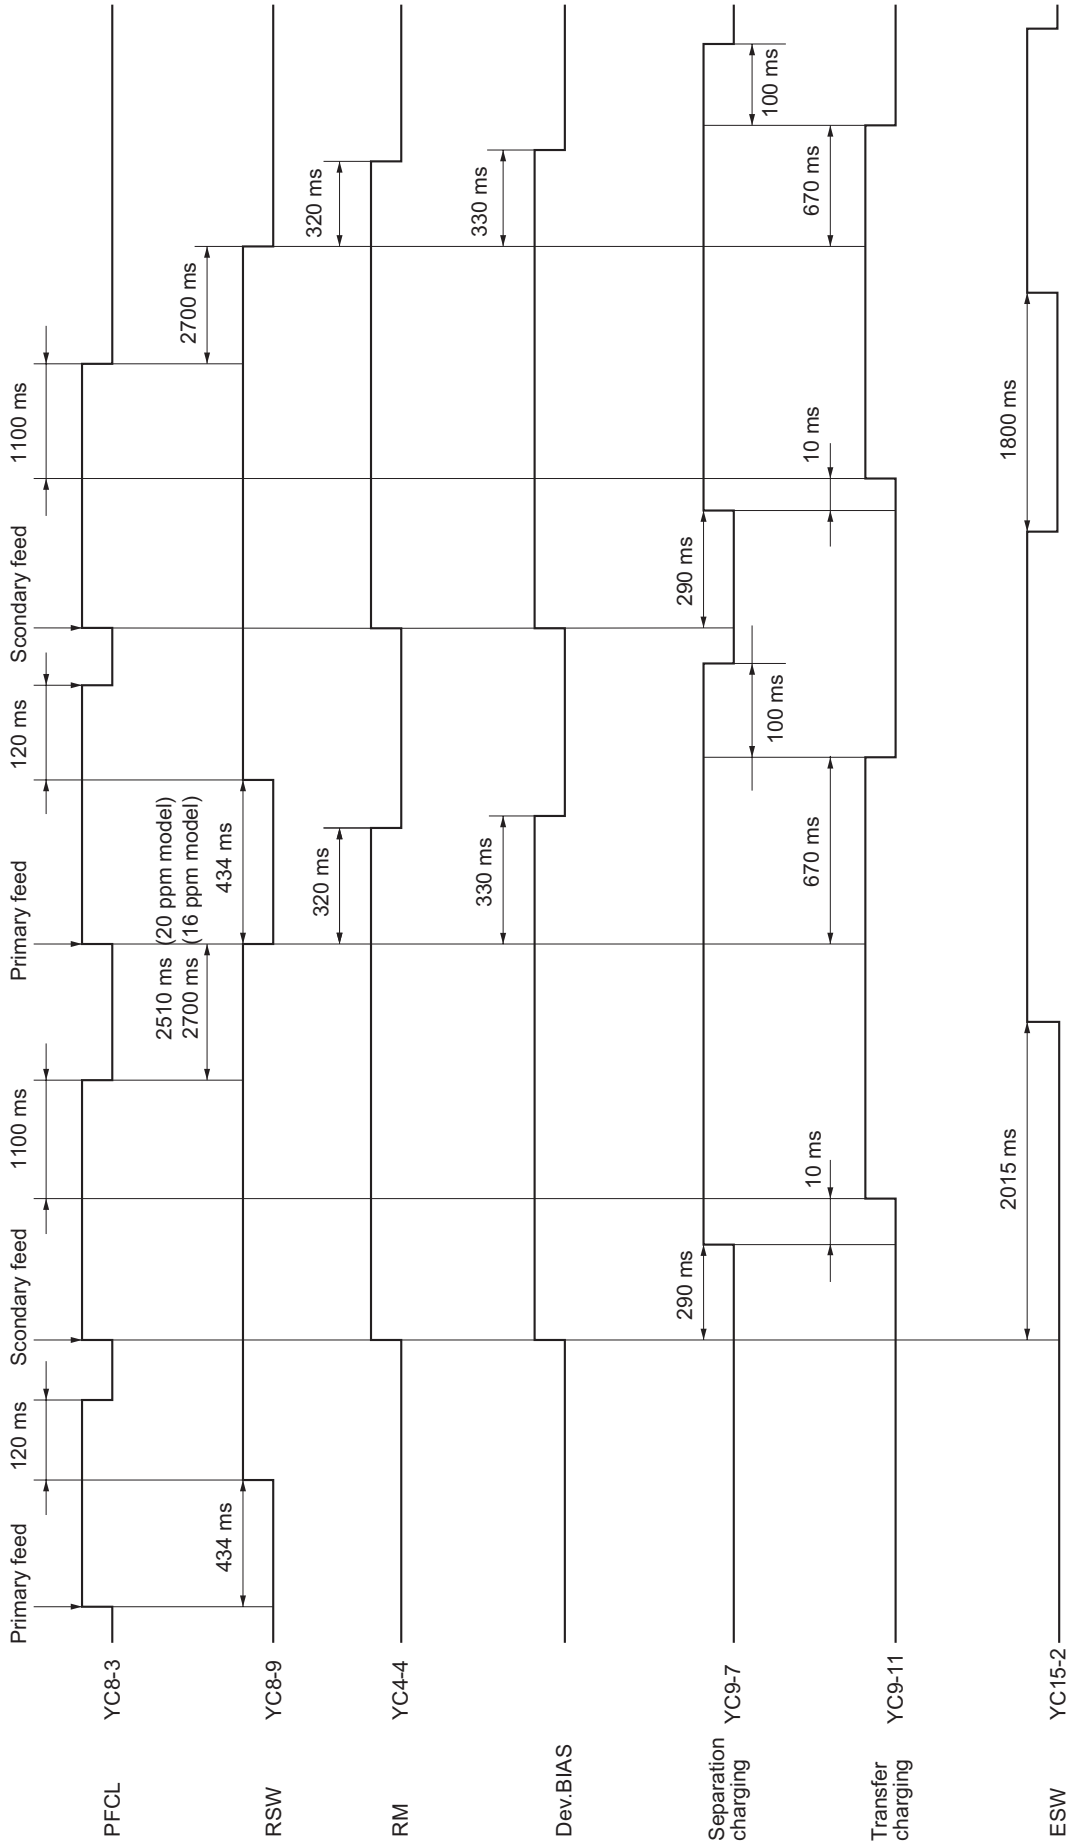 Primary feed
120 ms
Scondary feed
1100 ms
Primary feed
120 ms
Scondary feed
1100 ms
PFCL
YC8-3
2510 ms (20 ppm model)
2700 ms (16 ppm model)
2700 ms
434 ms
434 ms
RSW
YC8-9
320 ms
320 ms
RM
YC4-4
330 ms
330 ms
Dev.BIAS
290 ms
290 ms
Separation
charging
YC9-7
100 ms
100 ms
10 ms
670 ms
10 ms
670 ms
Transfer
charging
YC9-11
2015 ms
1800 ms
ESW
YC15-2